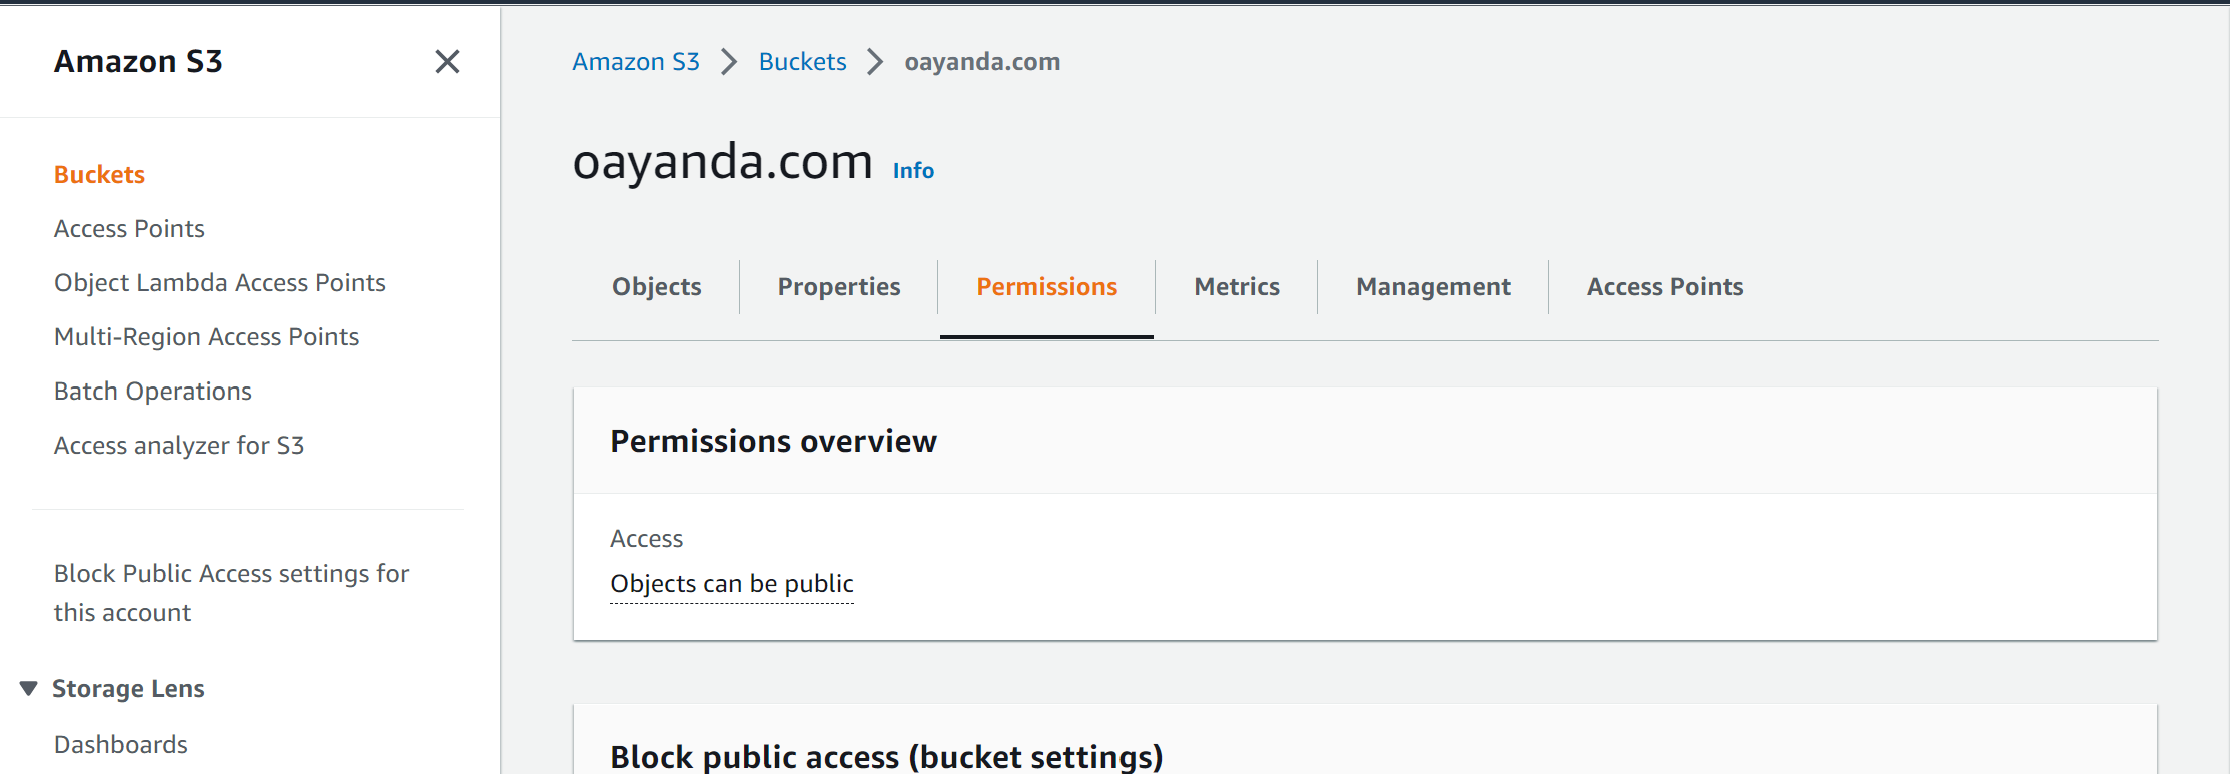 Amazon S3
Buckets
Access Points
Object Lambda Access Points
Multi-Region Access Points
Batch Operations
Access analyzer for S3
Block Public Access settings for
this account
Storage Lens
Dashboards
Amazon S3 > Buckets > oayanda.com
oayanda.com Info
Objects Properties Permissions Metrics Management Access Points
Permissions overview
Access
Objects can be public
Block public access (bucket settings)